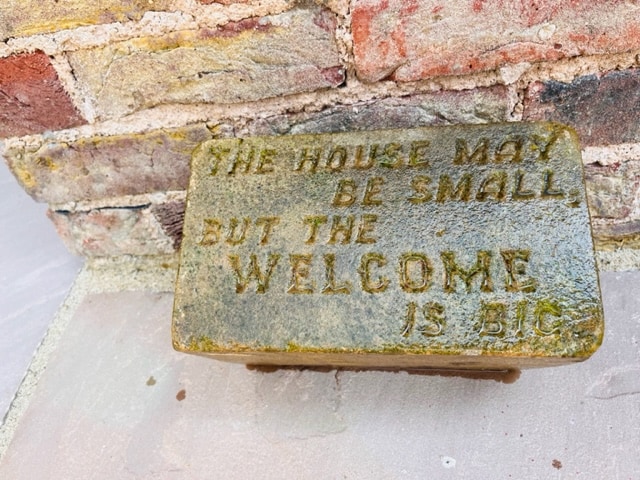 THE HOUSE MAY
BE SMALL,
BUT THE
WELCOME
IS BIG